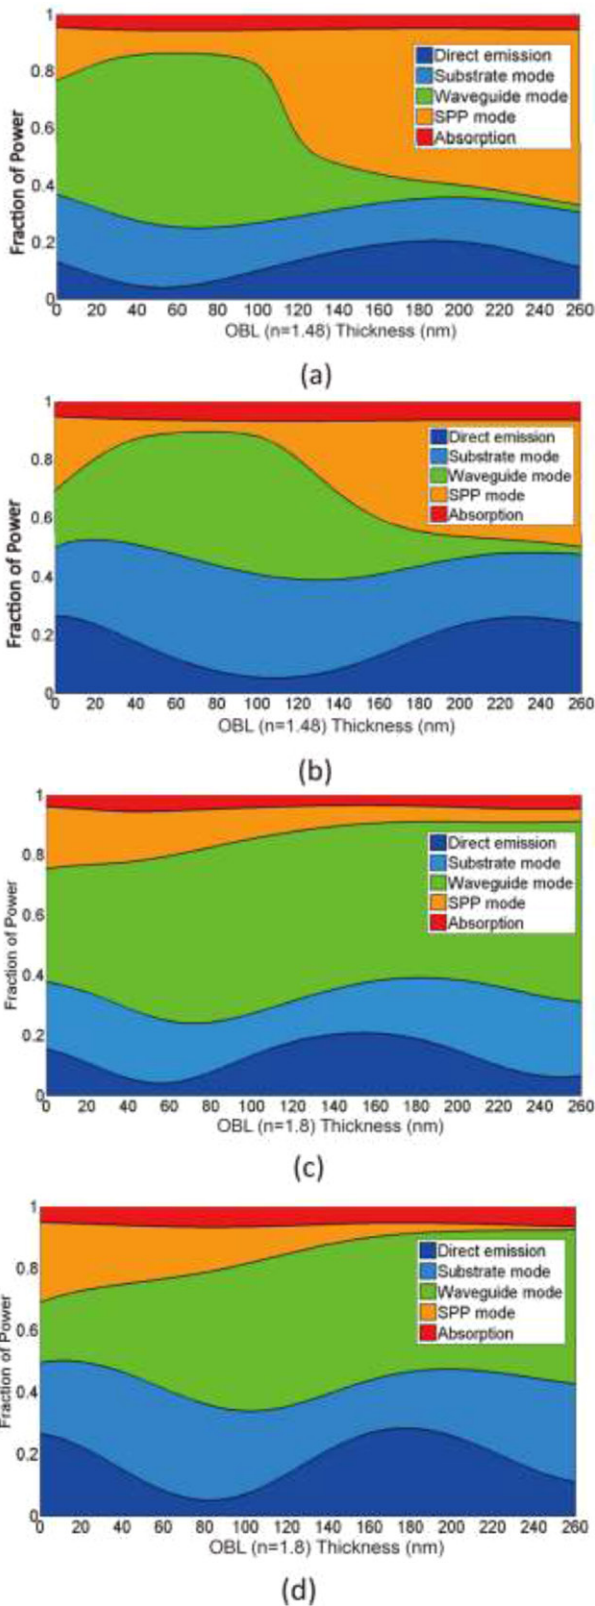 1
0.8
0.6
0.4
0.2
0
Fraction of Power
Direct emission
Substrate mode
Waveguide mode
SPP mode
Absorption
0 20 40 60 80 100 120 140 160 180 200 220 240 260
OBL (n=1.48) Thickness (nm)
(a)
1
0.8
0.6
0.4
0.2
0
Fraction of Power
Direct emission
Substrate mode
Waveguide mode
SPP mode
Absorption
0 20 40 60 80 100 120 140 160 180 200 220 240 260
OBL (n=1.48) Thickness (nm)
(b)
1
0.8
0.6
0.4
0.2
0
Fraction of Power
Direct emission
Substrate mode
Waveguide mode
SPP mode
Absorption
0 20 40 60 80 100 120 140 160 180 200 220 240 260
OBL (n=1.8) Thickness (nm)
(c)
1
0.8
0.6
0.4
0.2
0
Fraction of Power
Direct emission
Substrate mode
Waveguide mode
SPP mode
Absorption
0 20 40 60 80 100 120 140 160 180 200 220 240 260
OBL (n=1.8) Thickness (nm)
(d)